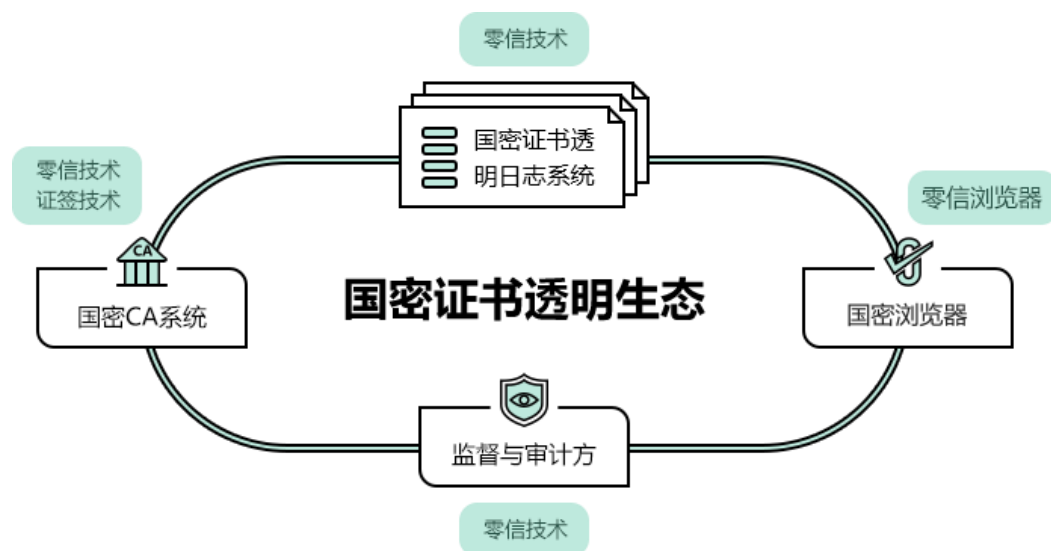 零信技术
国密证书透
明日志系统
零信技术
证签技术
零信浏览器
CA
国密CA系统
国密证书透明生态
国密浏览器
监督与审计方
零信技术